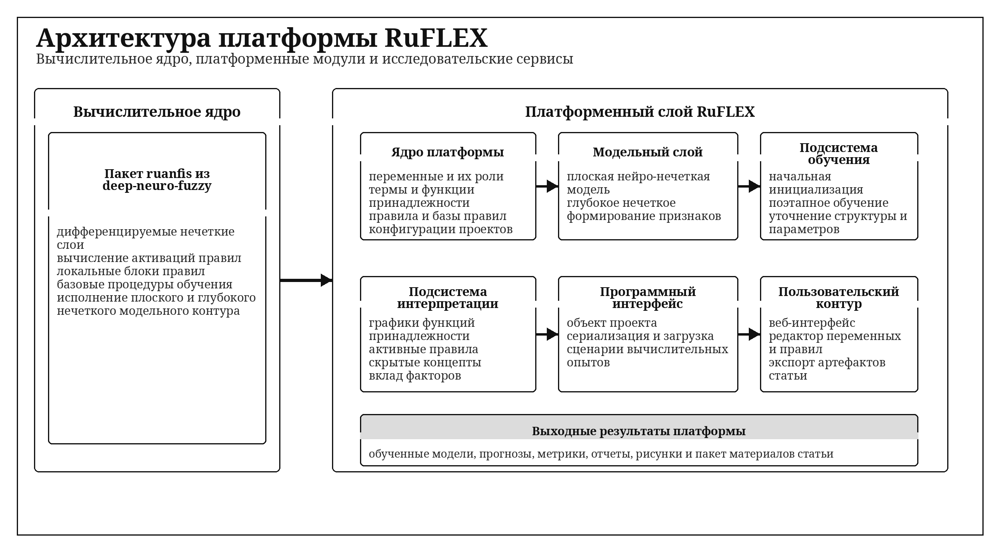 Архитектура платформы RuFLEX
Вычислительное ядро, платформенные модули и исследовательские сервисы
Вычислительное ядро
Пакет ruanfis из
deep-neuro-fuzzy
дифференцируемые нечеткие
слои
вычисление активаций правил
локальные блоки правил
базовые процедуры обучения
исполнение плоского и глубокого
нечеткого модельного контура
Платформенный слой RuFLEX
Ядро платформы
переменные и их роли
термы и функции
принадлежности
правила и базы правил
конфигурации проектов
Модельный слой
плоская нейро-нечеткая
модель
глубокое нечеткое
формирование признаков
Подсистема
обучения
начальная
инициализация
поэтапное обучение
уточнение структуры и
параметров
Подсистема
интерпретации
графики функций
принадлежности
активные правила
скрытые концепты
вклад факторов
Программный
интерфейс
объект проекта
сериализация и загрузка
сценарии вычислительных
опытов
Пользовательский
контур
веб-интерфейс
редактор переменных
и правил
экспорт артефактов
статьи
Выходные результаты платформы
обученные модели, прогнозы, метрики, отчеты, рисунки и пакет материалов статьи